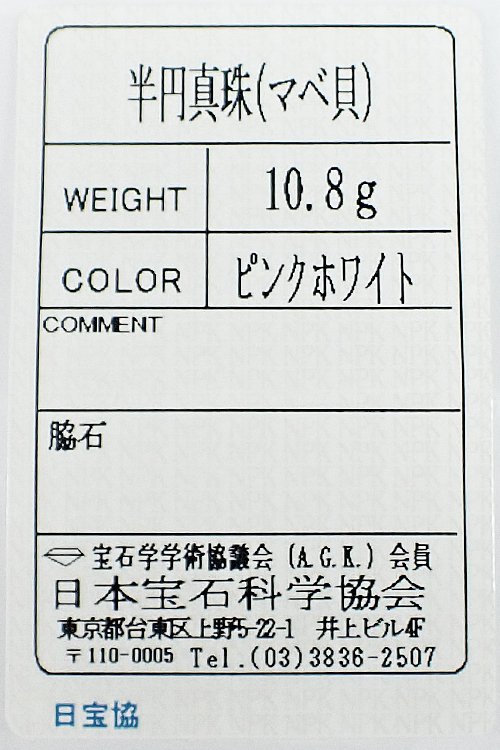 半円真珠(マベ貝)
WEIGHT 10.8g
COLOR ピンクホワイト
COMMENT
脇石
宝石学学術協議会 (A.G.K.) 会員
日本宝石科学協会
東京都台東区上野5-22-1 井上ビル4F
〒110-0005 Tel.(03)3836-2507
日宝協